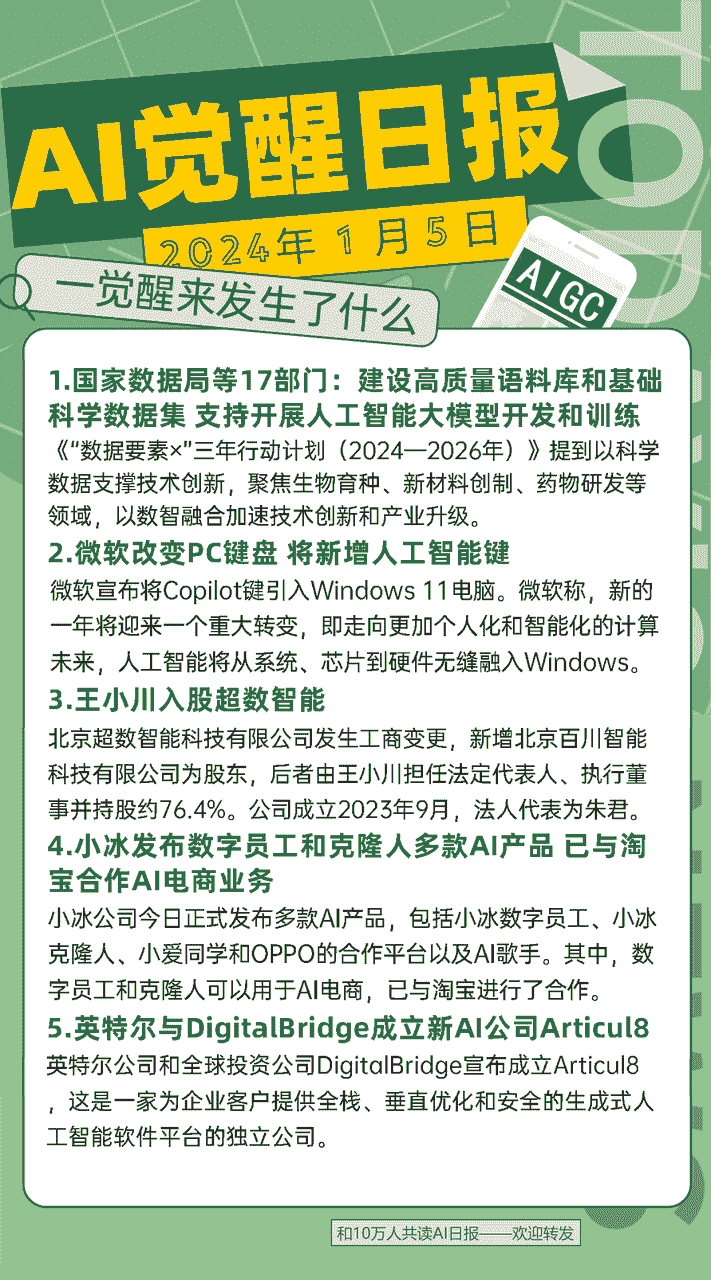 AI觉醒日报
2024年1月5日
AIGC
一觉醒来发生了什么
1.国家数据局等17部门：建设高质量语料库和基础
科学数据集 支持开展人工智能大模型开发和训练
《“数据要素×”三年行动计划（2024—2026年）》提到以科学
数据支撑技术创新，聚焦生物育种、新材料创制、药物研发等
领域，以数智融合加速技术创新和产业升级。
2.微软改变PC键盘 将新增人工智能键
微软宣布将Copilot键引入Windows 11电脑。微软称，新的
一年将迎来一个重大转变，即走向更加个人化和智能化的计算
未来，人工智能将从系统、芯片到硬件无缝融入Windows。
3.王小川入股超数智能
北京超数智能科技有限公司发生工商变更，新增北京百川智能
科技有限公司为股东，后者由王小川担任法定代表人、执行董
事并持股约76.4%。公司成立2023年9月，法人代表为朱君。
4.小冰发布数字员工和克隆人多款AI产品 已与淘
宝合作AI电商业务
小冰公司今日正式发布多款AI产品，包括小冰数字员工、小冰
克隆人、小爱同学和OPPO的合作平台以及AI歌手。其中，数
字员工和克隆人可以用于AI电商，已与淘宝进行了合作。
5.英特尔与DigitalBridge成立新AI公司Articul8
英特尔公司和全球投资公司DigitalBridge宣布成立Articul8
，这是一家为企业客户提供全栈、垂直优化和安全的生成式人
工智能软件平台的独立公司。
和10万人共读AI日报——欢迎转发